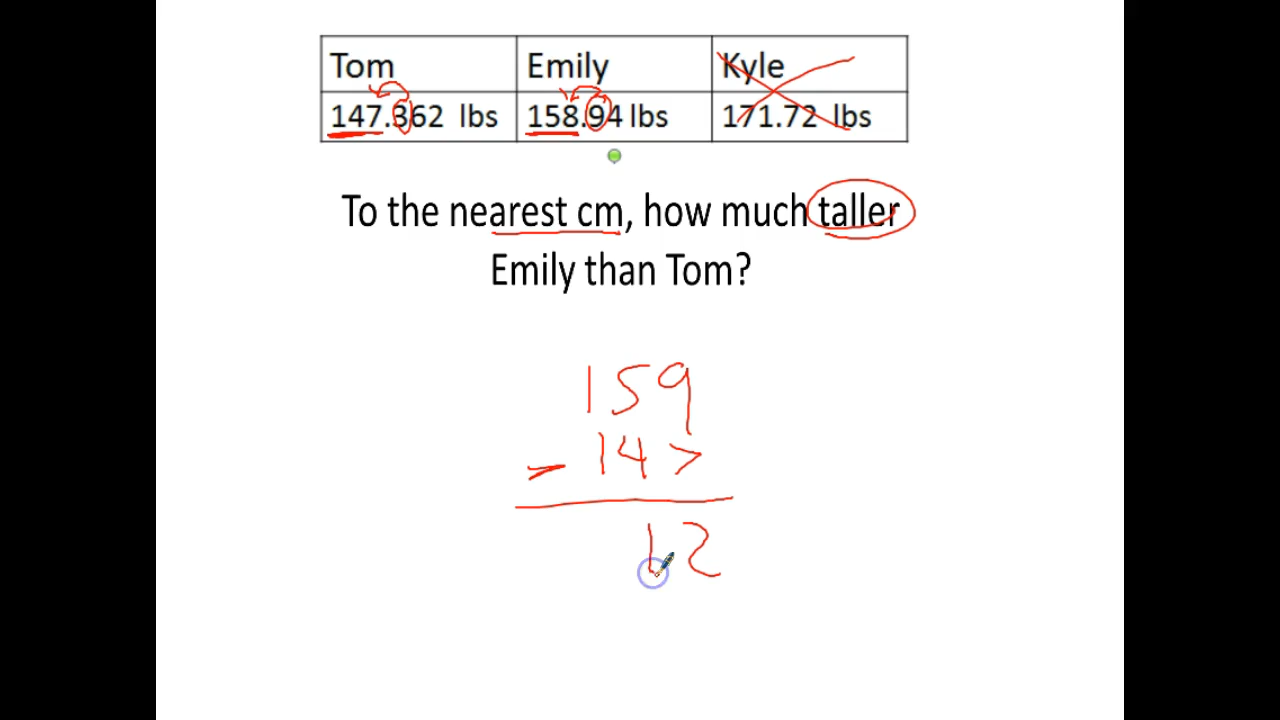 Tom Emily Kyle
147.362 lbs 158.94 lbs 171.72 lbs
To the nearest cm, how much taller
Emily than Tom?
159
- 147
12